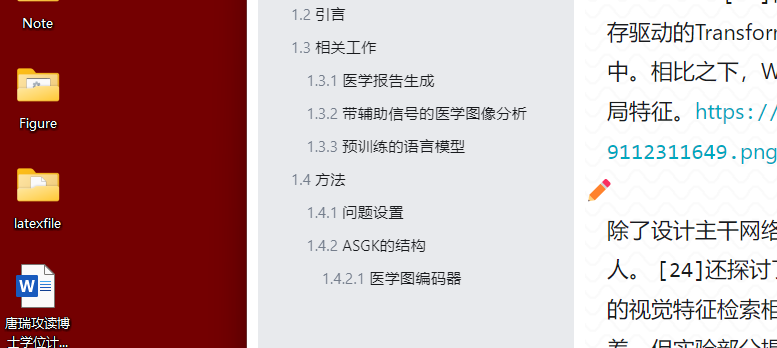 Note
Figure
latexfile
唐瑞攻读博
士学位计...
1.2 引言
1.3 相关工作
1.3.1 医学报告生成
1.3.2 带辅助信号的医学图像分析
1.3.3 预训练的语言模型
1.4 方法
1.4.1 问题设置
1.4.2 ASGK的结构
1.4.2.1 医学图编码器
存驱动的Transform
中。相比之下，W
局特征。https://
9112311649.png
除了设计主干网络
人。 [24]还探讨了
的视觉特征检索相